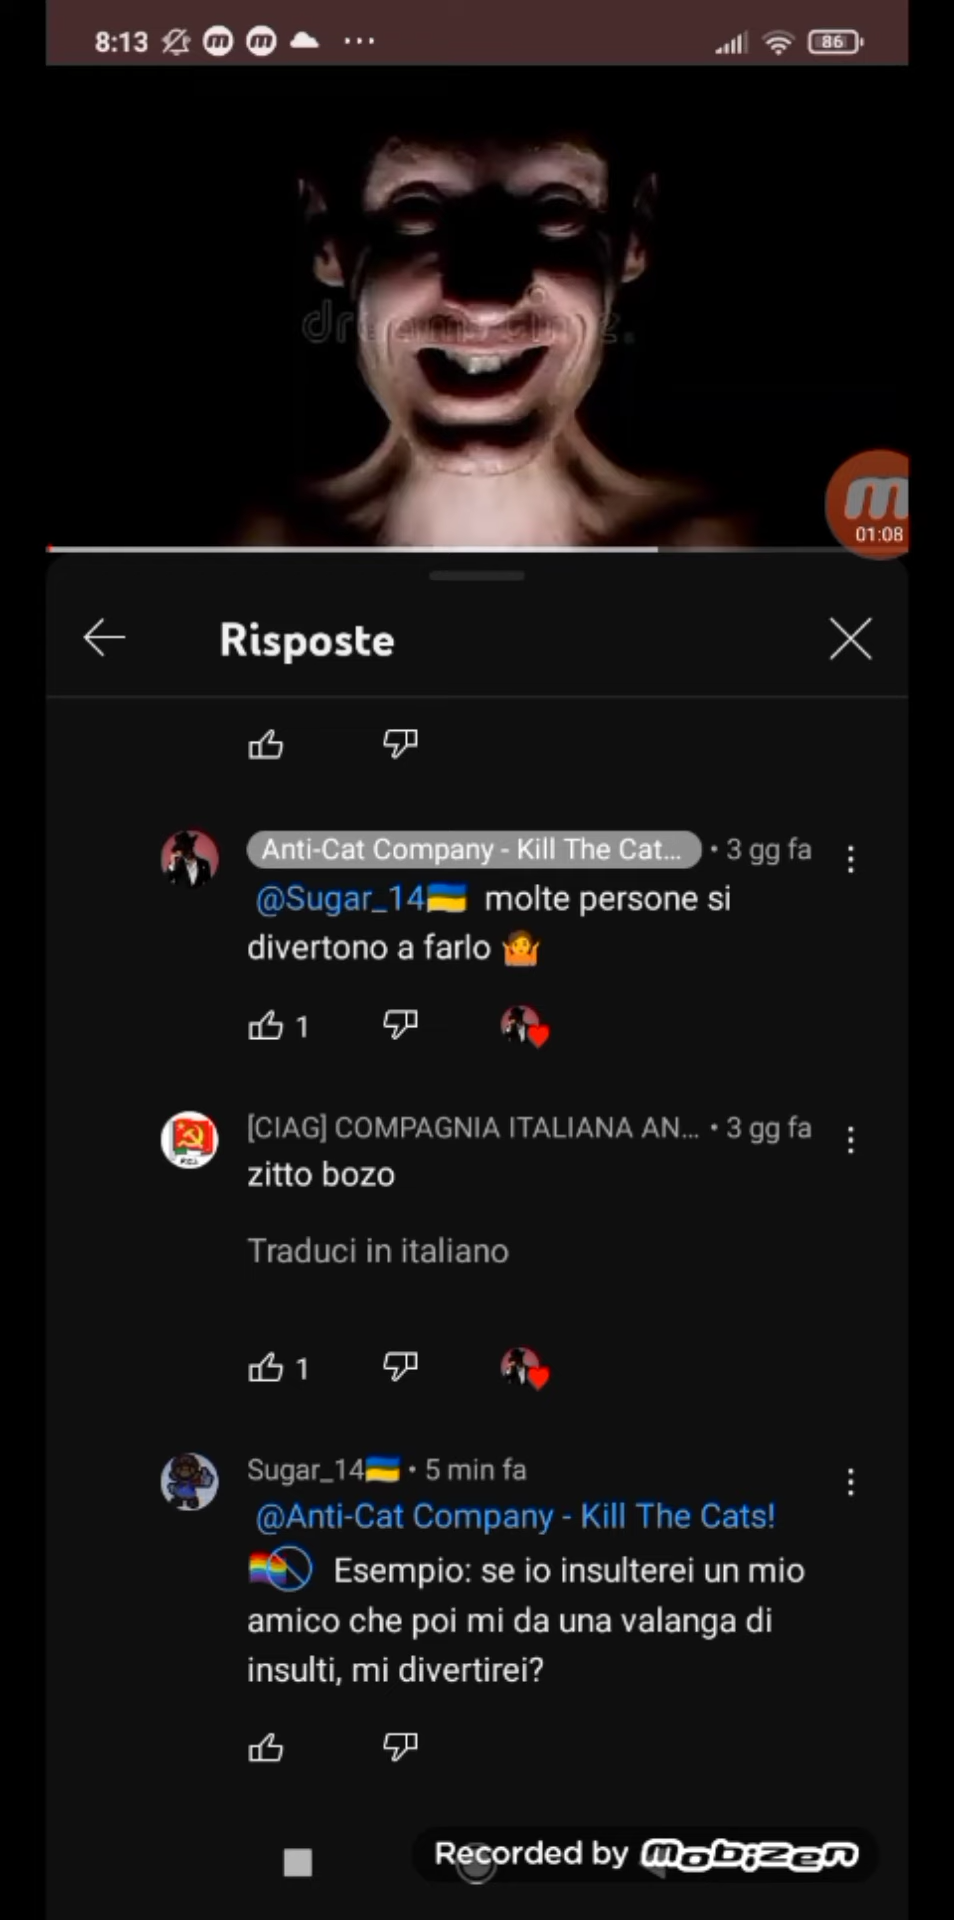 8:13
86
dreamstime.
m
01:08
Risposte
Anti-Cat Company - Kill The Cat... • 3 gg fa
@Sugar_14🇺🇦 molte persone si
divertono a farlo 🤷
1
[CIAG] COMPAGNIA ITALIANA AN... • 3 gg fa
zitto bozo
Traduci in italiano
1
Sugar_14🇺🇦 • 5 min fa
@Anti-Cat Company - Kill The Cats!
Esempio: se io insulterei un mio
amico che poi mi da una valanga di
insulti, mi divertirei?
Recorded by mobizen